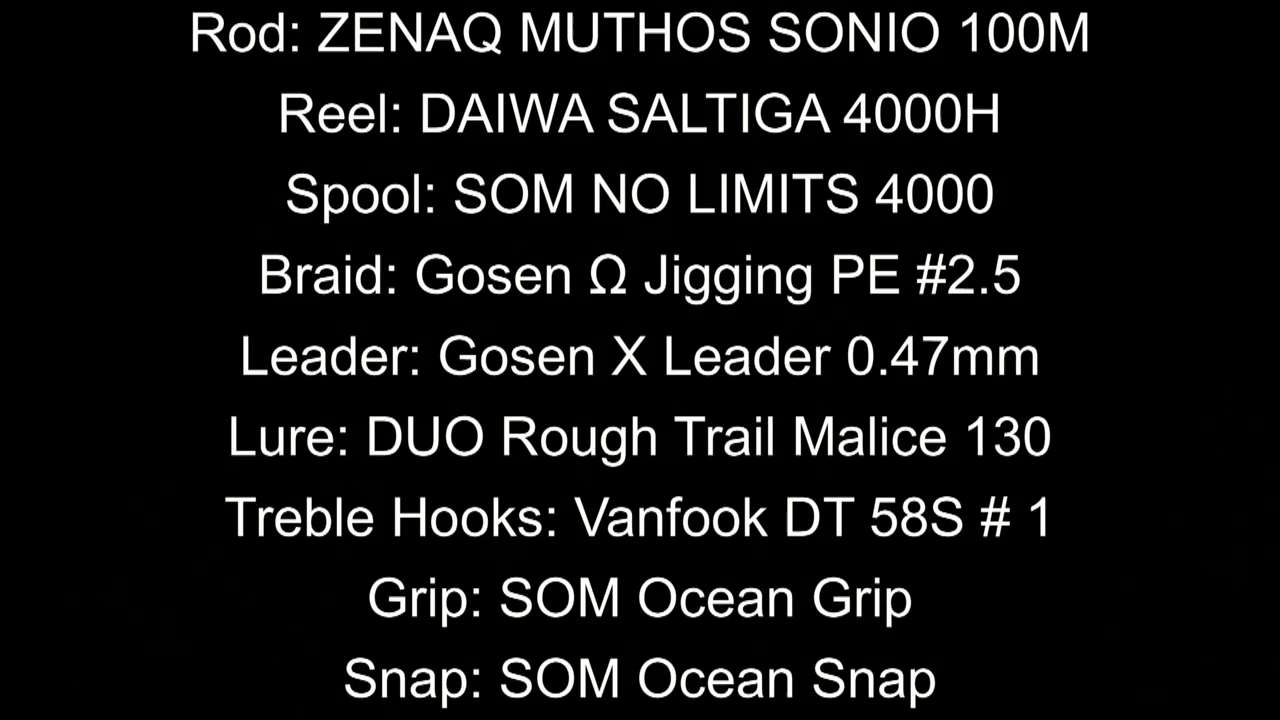 Rod: ZENAQ MUTHOS SONIO 100M
Reel: DAIWA SALTIGA 4000H
Spool: SOM NO LIMITS 4000
Braid: Gosen Ω Jigging PE #2.5
Leader: Gosen X Leader 0.47mm
Lure: DUO Rough Trail Malice 130
Treble Hooks: Vanfook DT 58S # 1
Grip: SOM Ocean Grip
Snap: SOM Ocean Snap